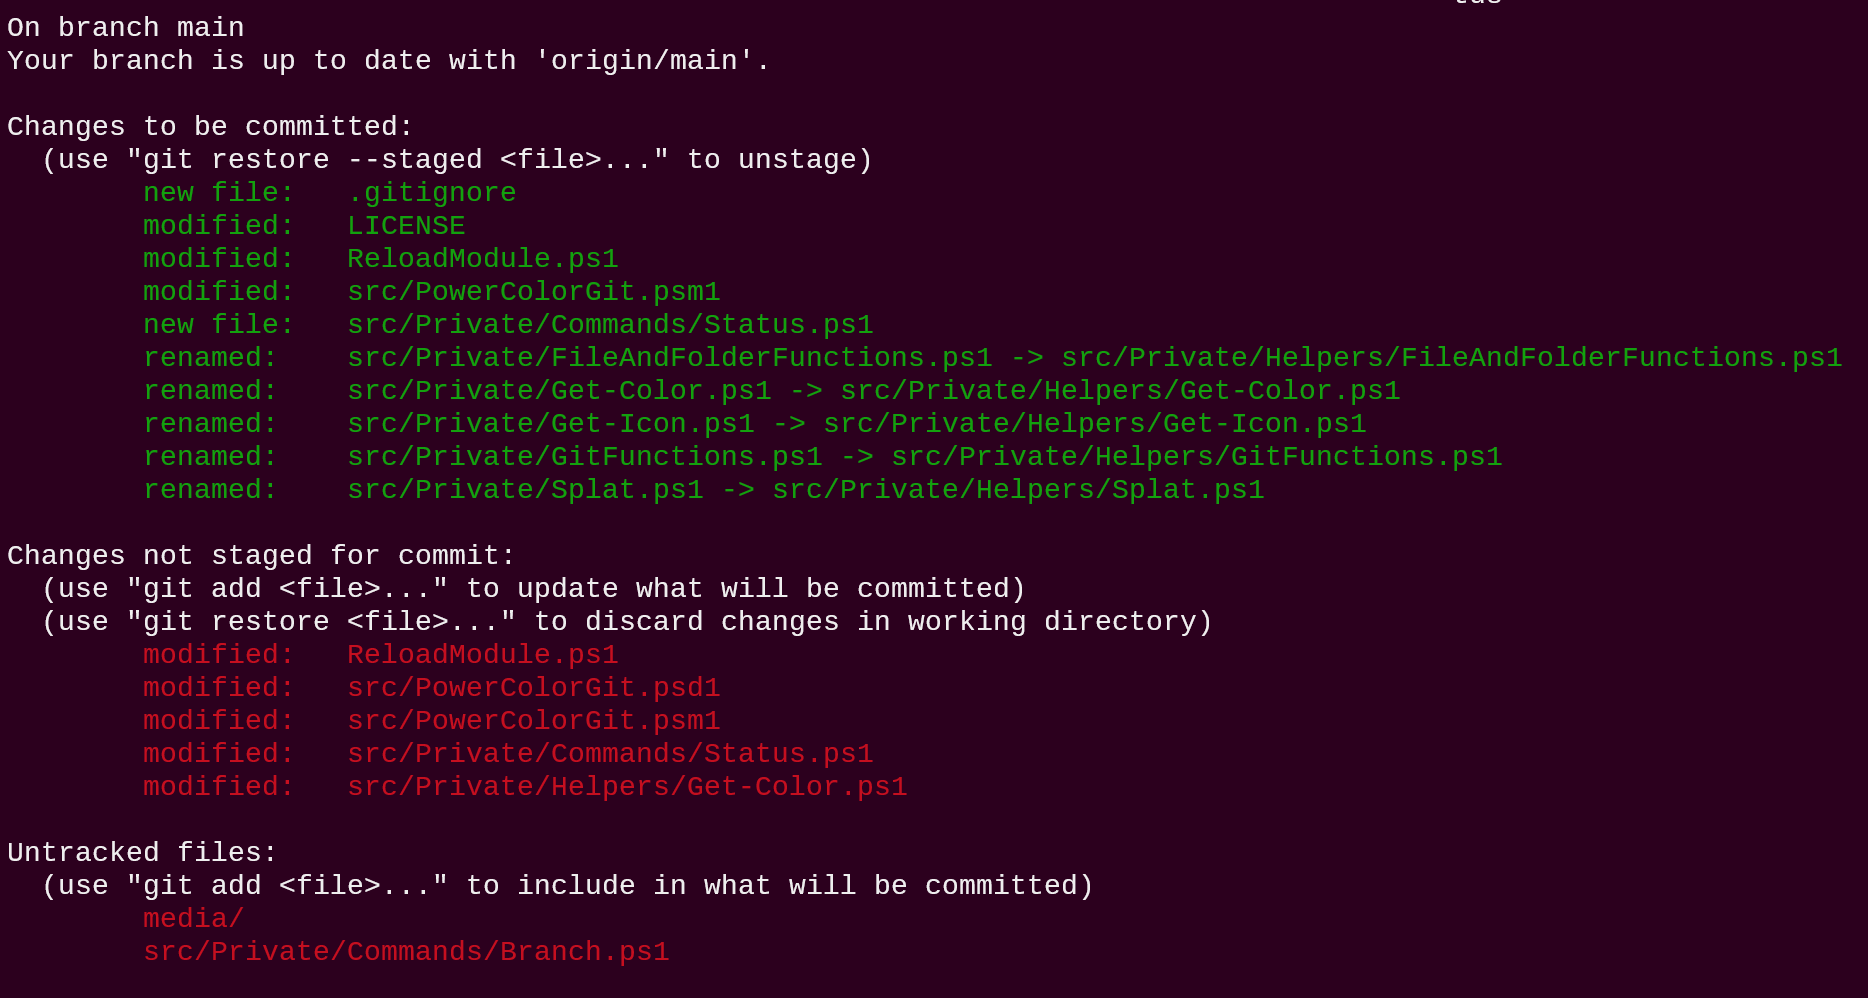 On branch main
Your branch is up to date with 'origin/main'.

Changes to be committed:
  (use "git restore --staged <file>..." to unstage)
        new file:   .gitignore
        modified:   LICENSE
        modified:   ReloadModule.ps1
        modified:   src/PowerColorGit.psm1
        new file:   src/Private/Commands/Status.ps1
        renamed:    src/Private/FileAndFolderFunctions.ps1 -> src/Private/Helpers/FileAndFolderFunctions.ps1
        renamed:    src/Private/Get-Color.ps1 -> src/Private/Helpers/Get-Color.ps1
        renamed:    src/Private/Get-Icon.ps1 -> src/Private/Helpers/Get-Icon.ps1
        renamed:    src/Private/GitFunctions.ps1 -> src/Private/Helpers/GitFunctions.ps1
        renamed:    src/Private/Splat.ps1 -> src/Private/Helpers/Splat.ps1

Changes not staged for commit:
  (use "git add <file>..." to update what will be committed)
  (use "git restore <file>..." to discard changes in working directory)
        modified:   ReloadModule.ps1
        modified:   src/PowerColorGit.psd1
        modified:   src/PowerColorGit.psm1
        modified:   src/Private/Commands/Status.ps1
        modified:   src/Private/Helpers/Get-Color.ps1

Untracked files:
  (use "git add <file>..." to include in what will be committed)
        media/
        src/Private/Commands/Branch.ps1